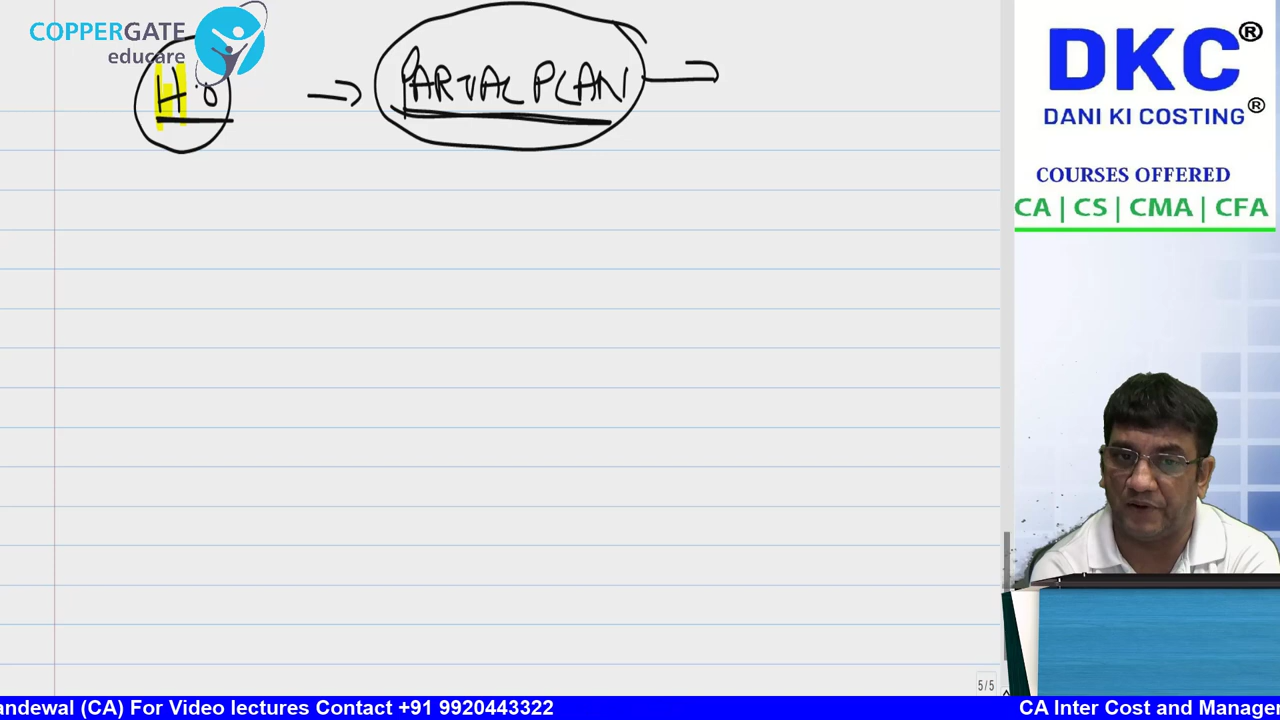 COPPERGATE
educare
H.O → PARTIAL PLAN →
DKC®
DANI KI COSTING®
COURSES OFFERED
CA | CS | CMA | CFA
5/5
andewal (CA) For Video lectures Contact +91 9920443322
CA Inter Cost and Manager